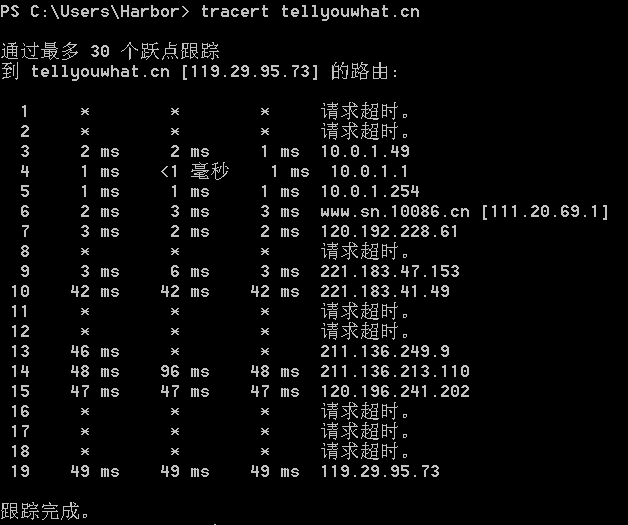 PS C:\Users\Harbor> tracert tellyouwhat.cn
通过最多 30 个跃点跟踪
到 tellyouwhat.cn [119.29.95.73] 的路由:
1 * * * 请求超时。
2 * * * 请求超时。
3 2 ms 2 ms 1 ms 10.0.1.49
4 1 ms <1 毫秒 1 ms 10.0.1.1
5 1 ms 1 ms 1 ms 10.0.1.254
6 2 ms 3 ms 3 ms www.sn.10086.cn [111.20.69.1]
7 3 ms 2 ms 2 ms 120.192.228.61
8 * * * 请求超时。
9 3 ms 6 ms 3 ms 221.183.47.153
10 42 ms 42 ms 42 ms 221.183.41.49
11 * * * 请求超时。
12 * * * 请求超时。
13 46 ms * * 211.136.249.9
14 48 ms 96 ms 48 ms 211.136.213.110
15 47 ms 47 ms 47 ms 120.196.241.202
16 * * * 请求超时。
17 * * * 请求超时。
18 * * * 请求超时。
19 49 ms 49 ms 49 ms 119.29.95.73
跟踪完成。